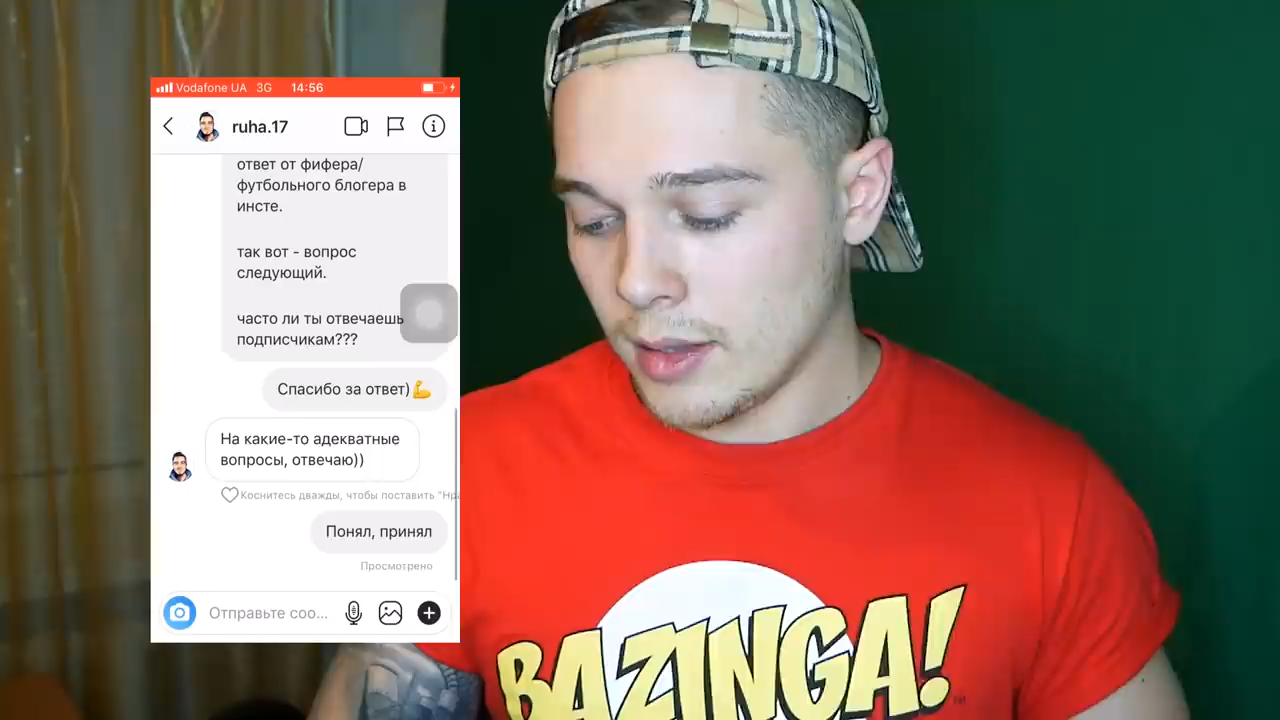 Vodafone UA 3G 14:56
ruha.17
ответ от фифера/
футбольного блогера в
инсте.
так вот - вопрос
следующий.
часто ли ты отвечаешь
подписчикам???
Спасибо за ответ)💪
На какие-то адекватные
вопросы, отвечаю))
Коснитесь дважды, чтобы поставить "Нра
Понял, принял
Просмотрено
Отправьте соо...
BAZINGA!
TM